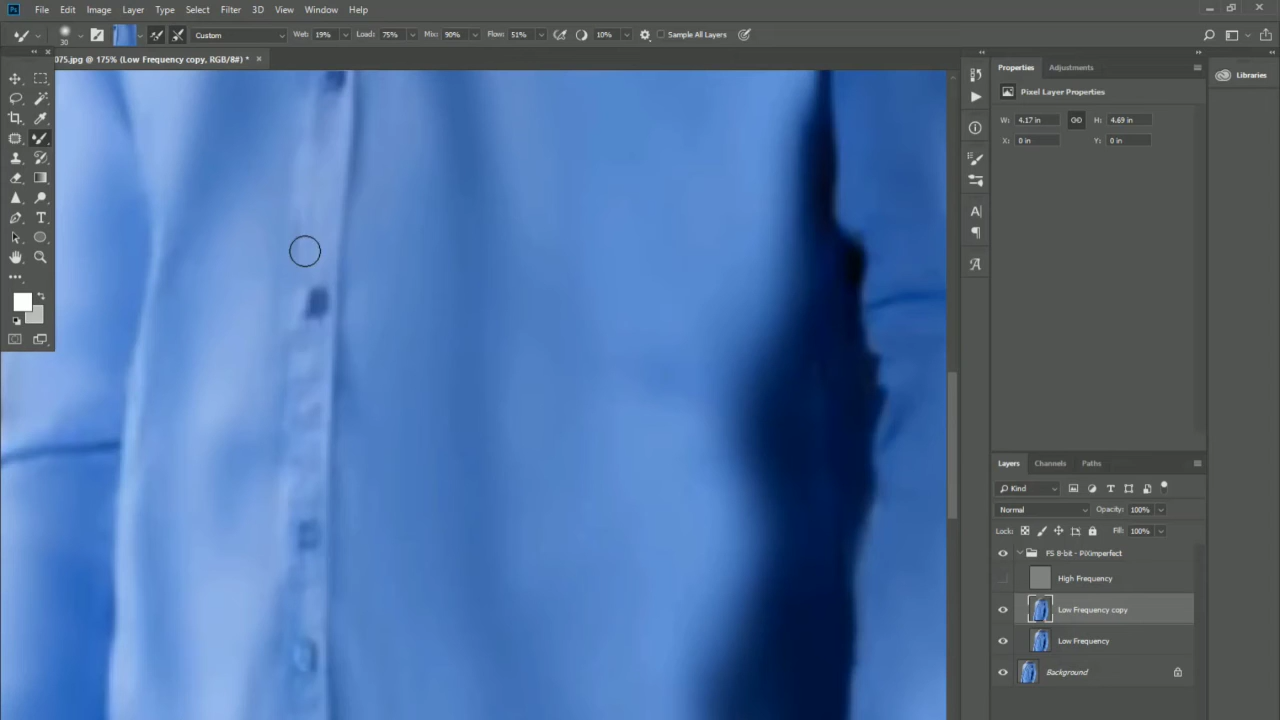 Ps File Edit Image Layer Type Select Filter 3D View Window Help
30 Custom Wet: 19% Load: 75% Mix: 90% Flow: 51% 10% Sample All Layers
075.jpg @ 175% (Low Frequency copy, RGB/8#) * ×
Properties Adjustments
Libraries
Pixel Layer Properties
W: 4.17 in H: 4.69 in
X: 0 in Y: 0 in
Layers Channels Paths
Kind
Normal Opacity: 100%
Lock: Fill: 100%
FS 8-bit - PiXimperfect
High Frequency
Low Frequency copy
Low Frequency
Background